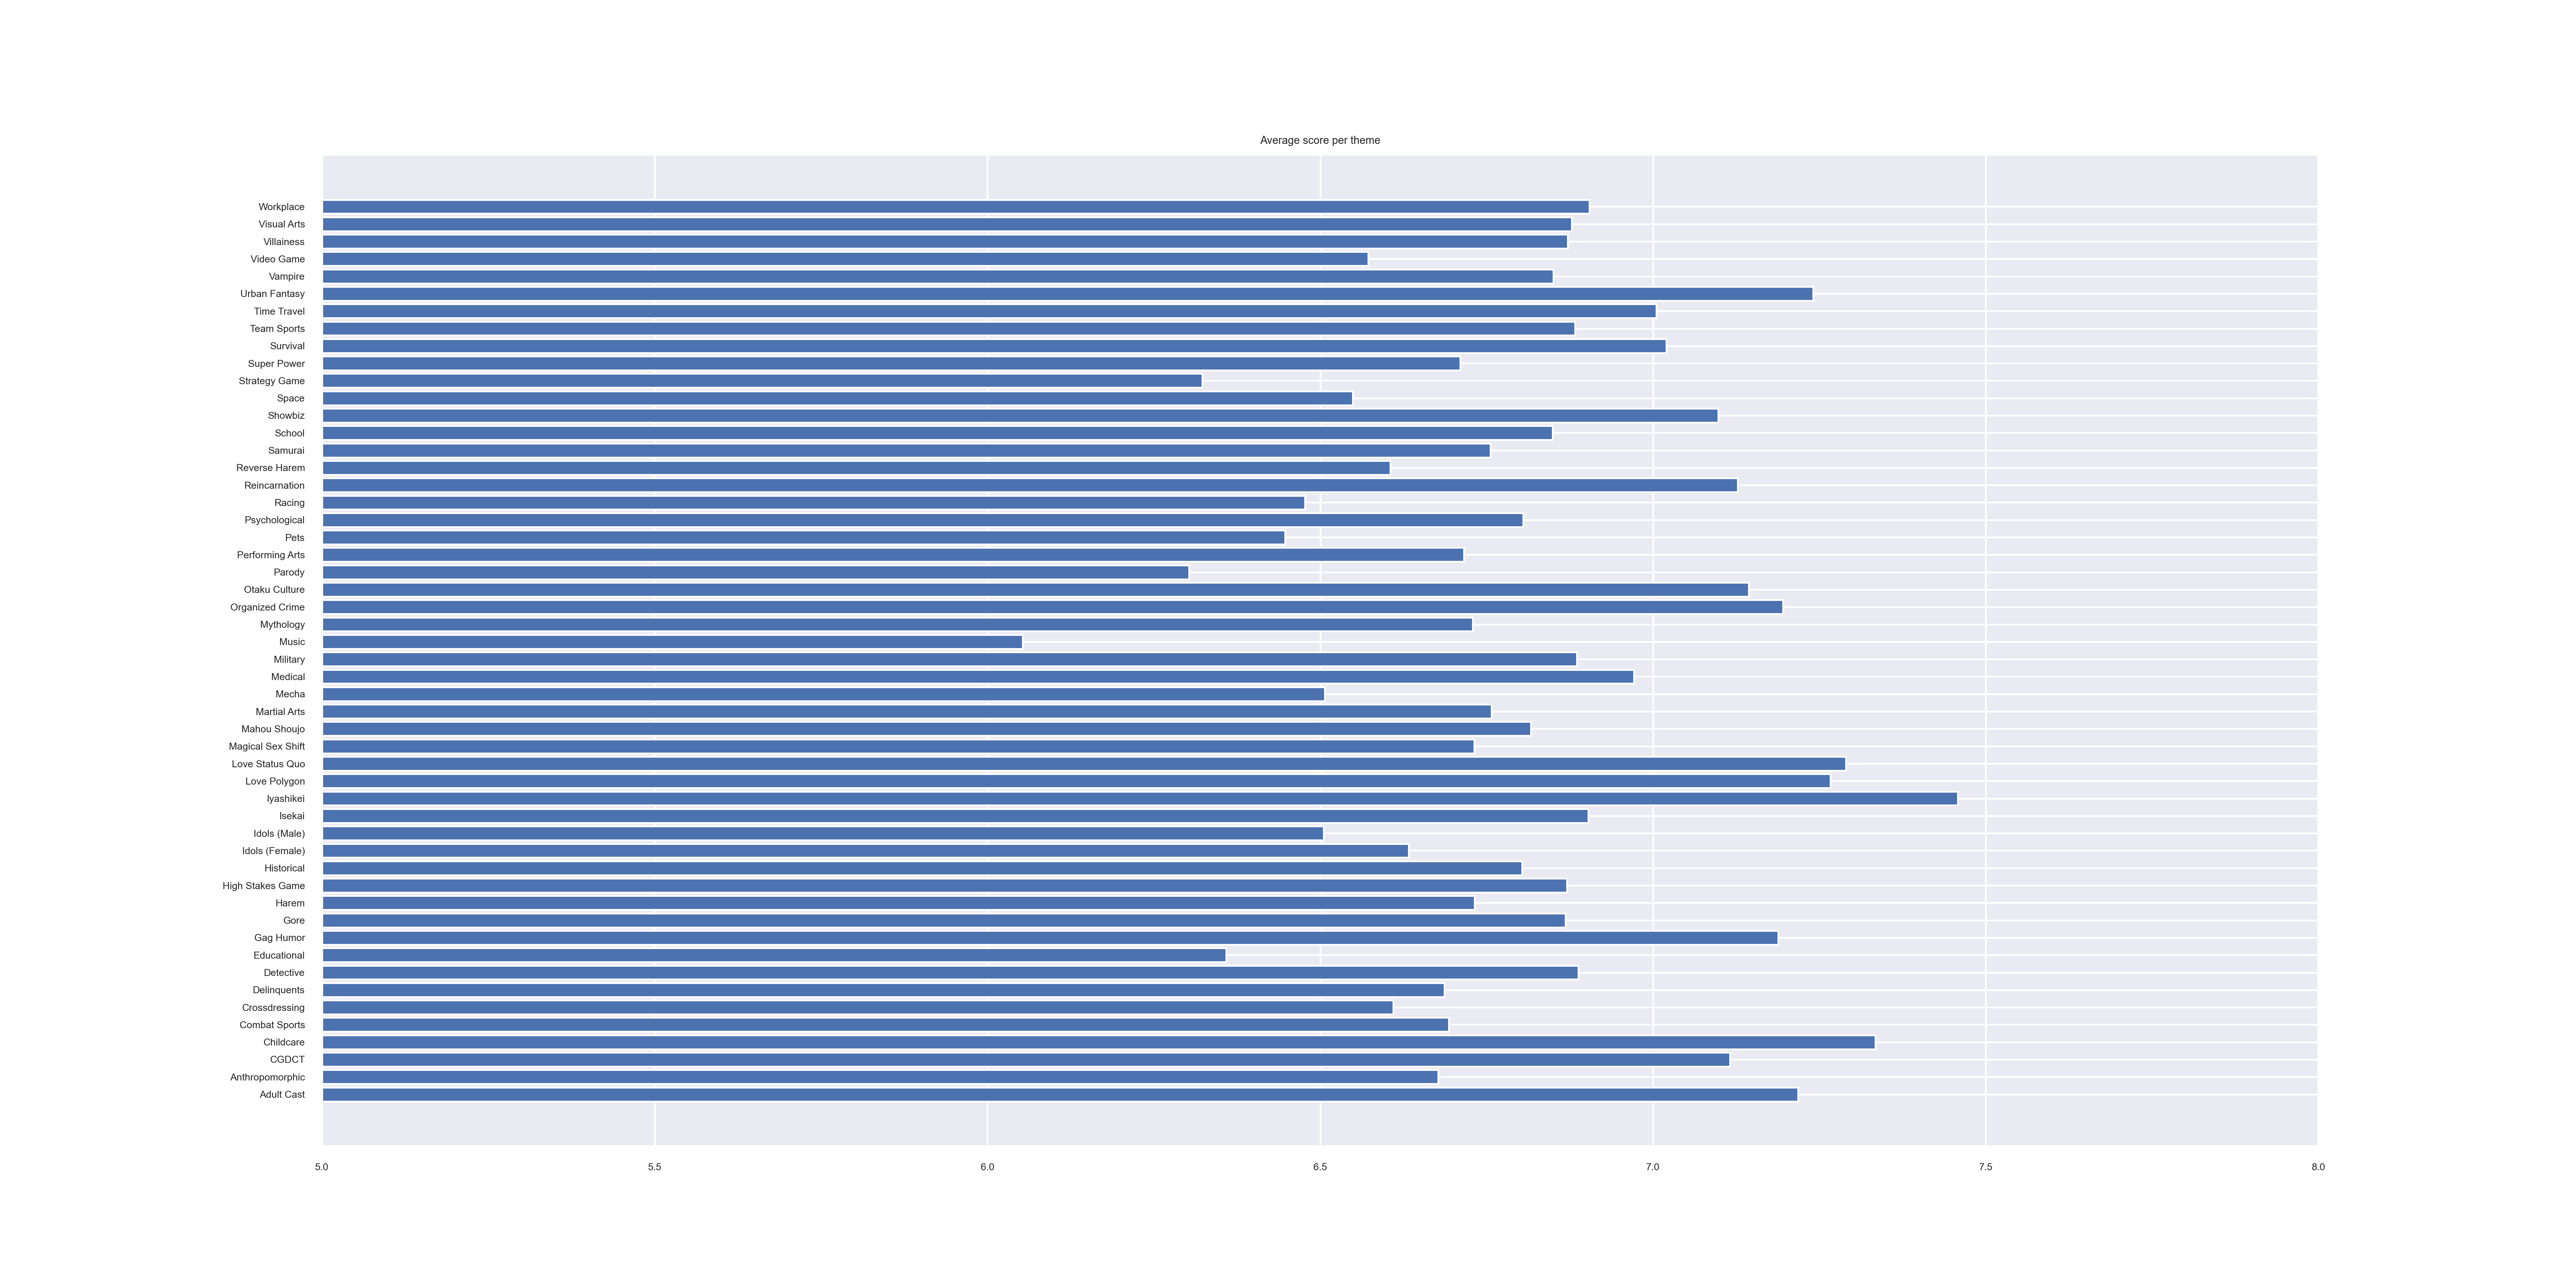 Average score per theme
Workplace
Visual Arts
Villainess
Video Game
Vampire
Urban Fantasy
Time Travel
Team Sports
Survival
Super Power
Strategy Game
Space
Showbiz
School
Samurai
Reverse Harem
Reincarnation
Racing
Psychological
Pets
Performing Arts
Parody
Otaku Culture
Organized Crime
Mythology
Music
Military
Medical
Mecha
Martial Arts
Mahou Shoujo
Magical Sex Shift
Love Status Quo
Love Polygon
Iyashikei
Isekai
Idols (Male)
Idols (Female)
Historical
High Stakes Game
Harem
Gore
Gag Humor
Educational
Detective
Delinquents
Crossdressing
Combat Sports
Childcare
CGDCT
Anthropomorphic
Adult Cast
5.0 5.5 6.0 6.5 7.0 7.5 8.0